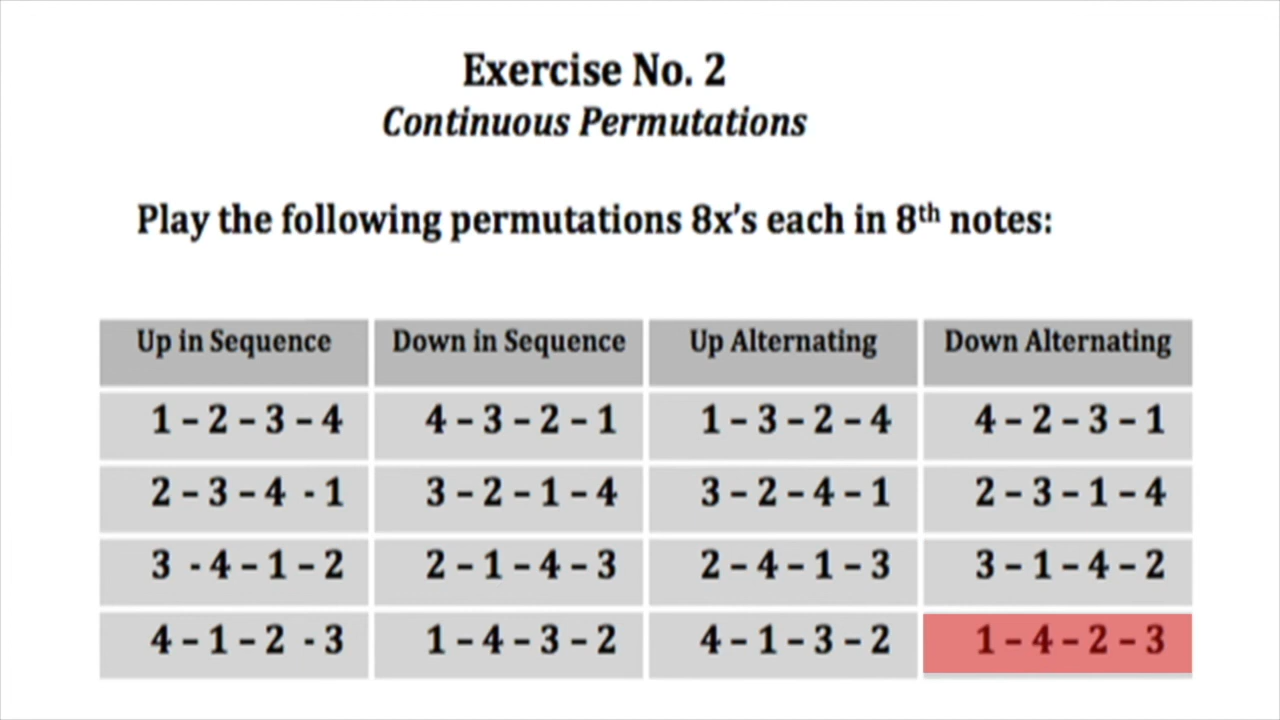 Exercise No. 2
Continuous Permutations
Play the following permutations 8x’s each in 8th notes:
Up in Sequence Down in Sequence Up Alternating Down Alternating
1 – 2 – 3 – 4 4 – 3 – 2 – 1 1 – 3 – 2 – 4 4 – 2 – 3 – 1
2 – 3 – 4 - 1 3 – 2 – 1 – 4 3 – 2 – 4 – 1 2 – 3 – 1 – 4
3 - 4 – 1 – 2 2 – 1 – 4 – 3 2 – 4 – 1 – 3 3 – 1 – 4 – 2
4 – 1 – 2 - 3 1 – 4 – 3 – 2 4 – 1 – 3 – 2 1 – 4 – 2 – 3